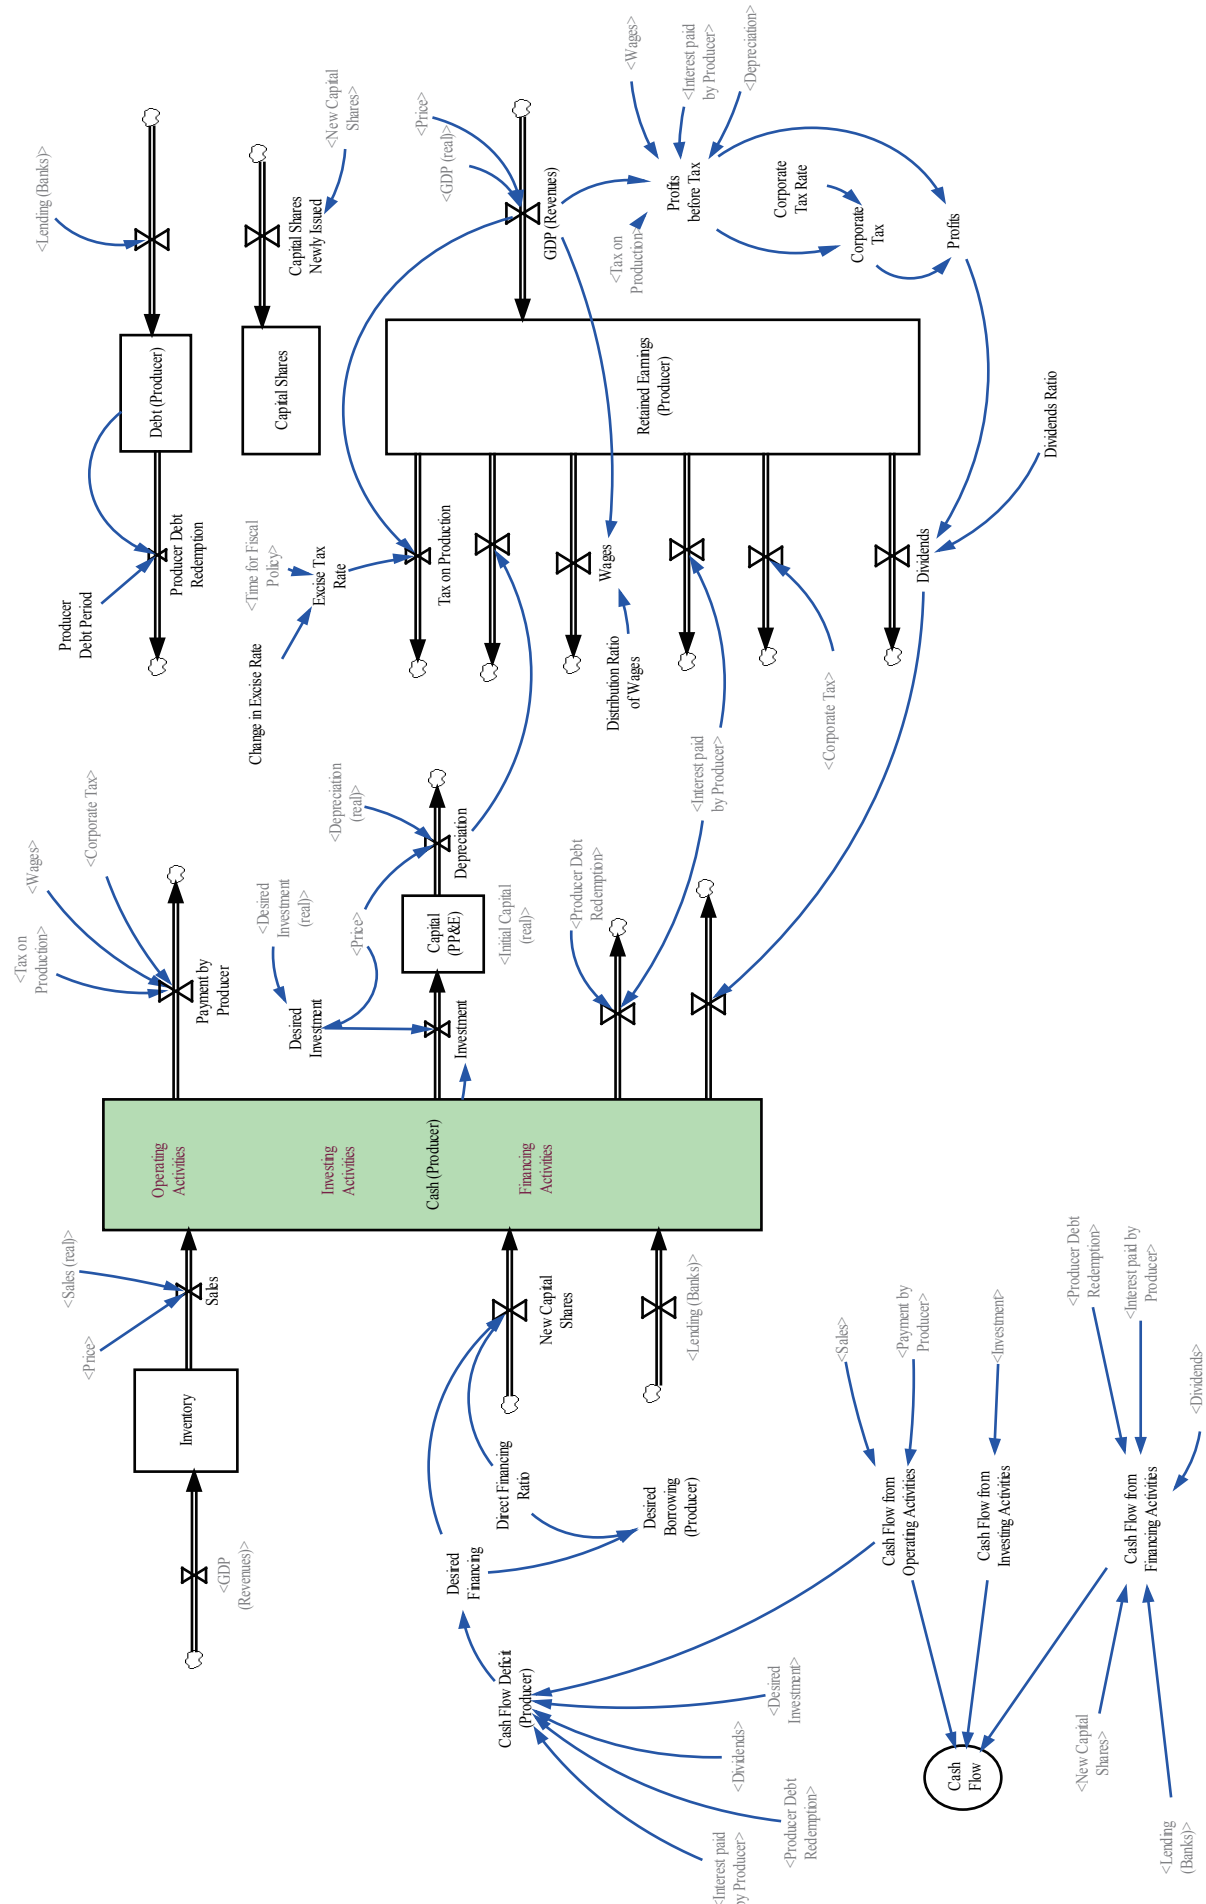 <Lending (Banks)>
Debt (Producer)
Producer
Debt Period
Producer Debt
Redemption
<New Capital
Shares>
Capital Shares
Newly Issued
Capital Shares
<Time for Fiscal
Policy>
Excise Tax
Rate
Change in Excise Rate
<Price>
<GDP (real)>
GDP (Revenues)
<Wages>
<Interest paid
by Producer>
<Depreciation>
Profits
before Tax
<Tax on
Production>
Corporate
Tax Rate
Corporate
Tax
Profits
Retained Earnings
(Producer)
Tax on Production
Wages
Distribution Ratio
of Wages
Dividends
Dividends Ratio
<Interest paid
by Producer>
<Corporate Tax>
<Tax on
Production>
<Wages>
<Corporate Tax>
Payment by
Producer
<Desired
Investment
(real)>
<Price>
<Depreciation
(real)>
Depreciation
Capital
(PP&E)
<Initial Capital
(real)>
Desired
Investment
Investment
<Producer Debt
Redemption>
Operating
Activities
Investing
Activities
Cash (Producer)
Financing
Activities
<Sales (real)>
<Price>
Sales
Inventory
<GDP
(Revenues)>
New Capital
Shares
<Lending (Banks)>
Direct Financing
Ratio
Desired
Borrowing
(Producer)
Desired
Financing
Cash Flow Deficit
(Producer)
<Interest paid
by Producer>
<Producer Debt
Redemption>
<Dividends>
<Desired
Investment>
<Sales>
<Payment by
Producer>
<Investment>
<Producer Debt
Redemption>
<Interest paid by
Producer>
<Dividends>
Cash Flow from
Operating Activities
Cash Flow from
Investing Activities
Cash Flow from
Financing Activities
Cash
Flow
<New Capital
Shares>
<Lending
(Banks)>